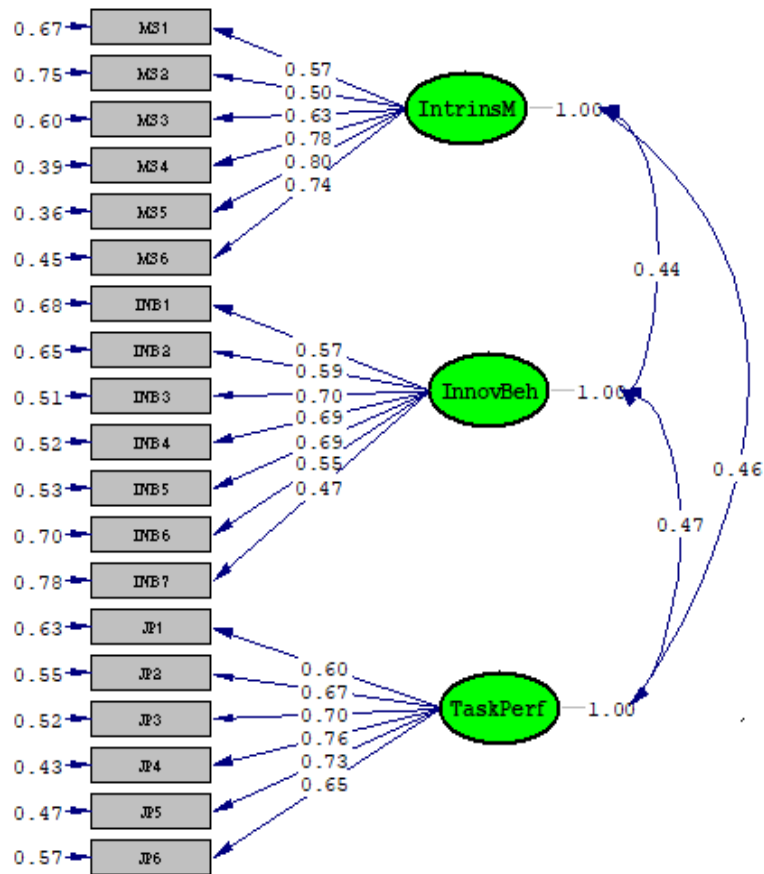 0.67 MS1
0.57
0.75 MS2
0.50
IntrinsM 1.00
0.60 MS3
0.63
0.78
0.39 MS4
0.80
0.74
0.36 MS5
0.45 MS6
0.44
0.68 INB1
0.57
0.65 INB2
0.59
0.70
InnovBeh 1.00
0.51 INB3
0.69
0.52 INB4
0.69
0.55
0.46
0.53 INB5
0.47
0.70 INB6
0.47
0.78 INB7
0.63 JP1
0.60
0.55 JP2
0.67
TaskPerf 1.00
0.52 JP3
0.70
0.76
0.43 JP4
0.73
0.65
0.47 JP5
0.57 JP6